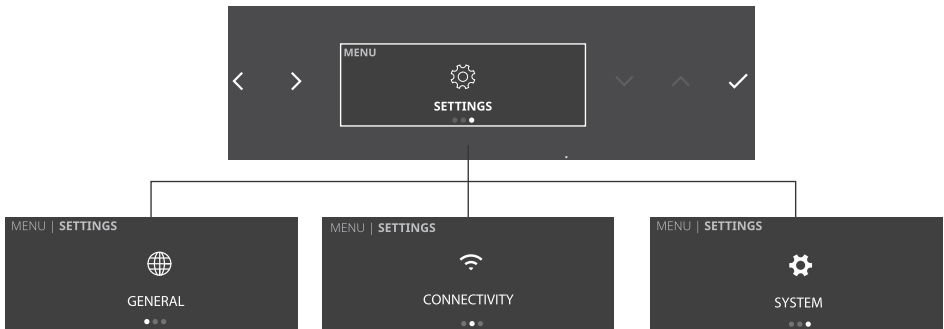 MENU
SETTINGS
MENU | SETTINGS
GENERAL
MENU | SETTINGS
CONNECTIVITY
MENU | SETTINGS
SYSTEM